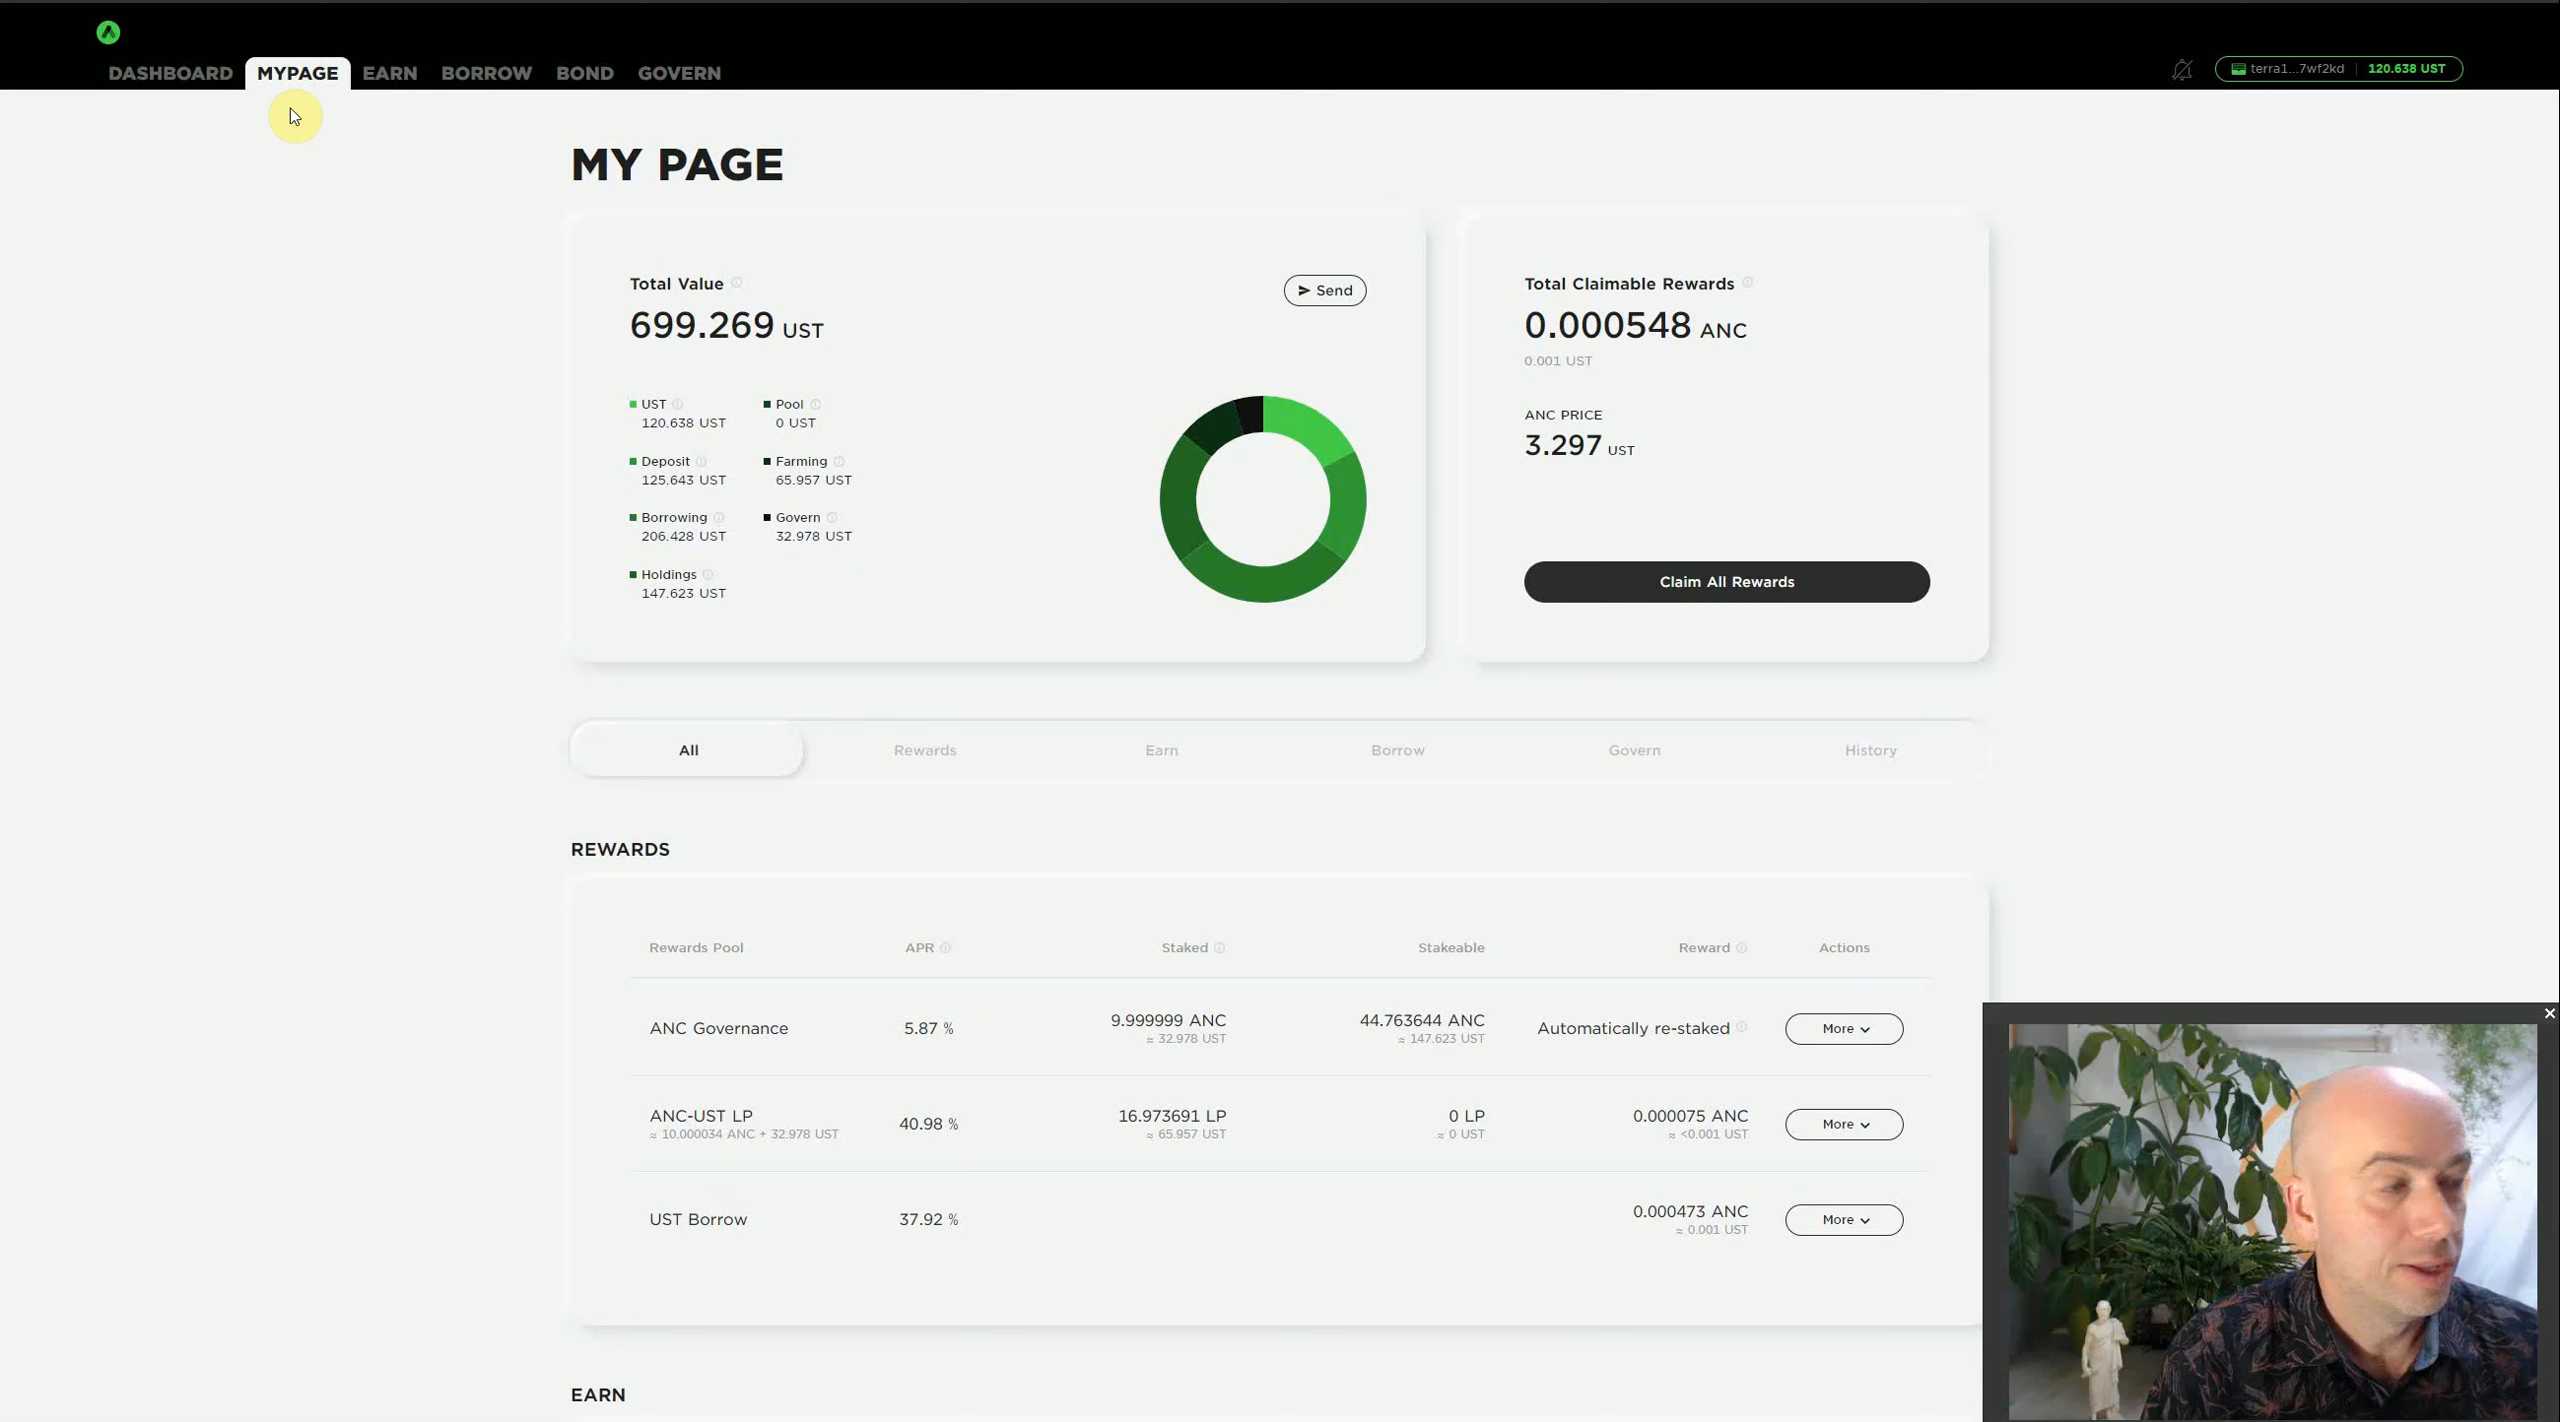 DASHBOARD MYPAGE EARN BORROW BOND GOVERN
terra1...7wf2kd 120.638 UST
MY PAGE
Total Value
699.269 UST
Send
UST
120.638 UST
Pool
0 UST
Deposit
125.643 UST
Farming
65.957 UST
Borrowing
206.428 UST
Govern
32.978 UST
Holdings
147.623 UST
Total Claimable Rewards
0.000548 ANC
0.001 UST
ANC PRICE
3.297 UST
Claim All Rewards
All Rewards Earn Borrow Govern History
REWARDS
Rewards Pool APR Staked Stakeable Reward Actions
ANC Governance 5.87 % 9.999999 ANC 44.763644 ANC Automatically re-staked More
≈ 32.978 UST ≈ 147.623 UST
ANC-UST LP 40.98 % 16.973691 LP 0 LP 0.000075 ANC More
≈ 10.000034 ANC + 32.978 UST ≈ 65.957 UST ≈ 0 UST ≈ <0.001 UST
UST Borrow 37.92 % 0.000473 ANC More
≈ 0.001 UST
EARN